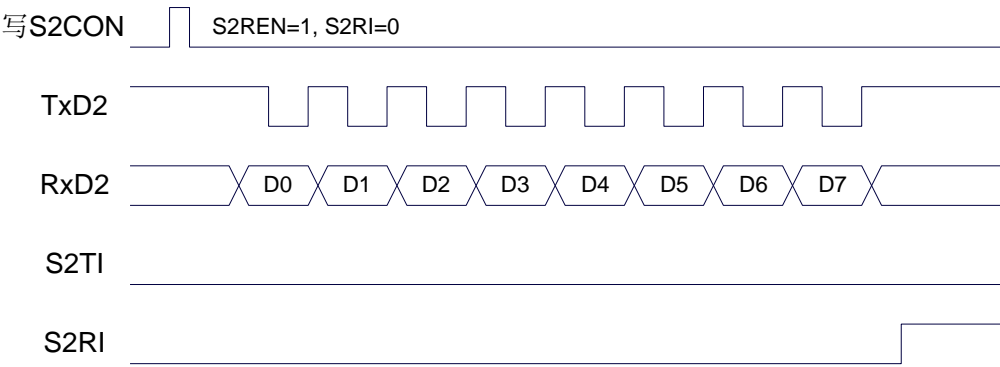 写S2CON
S2REN=1, S2RI=0
TxD2
RxD2
D0 D1 D2 D3 D4 D5 D6 D7
S2TI
S2RI